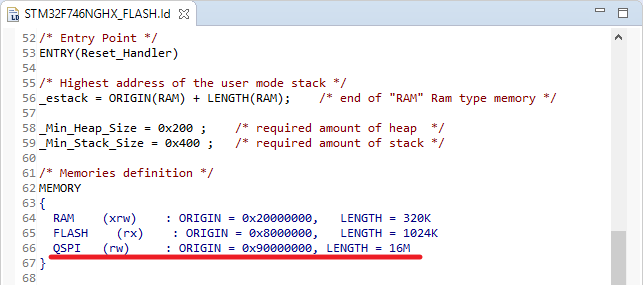 STM32F746NGHX_FLASH.ld
52 /* Entry Point */
53 ENTRY(Reset_Handler)
54
55 /* Highest address of the user mode stack */
56 _estack = ORIGIN(RAM) + LENGTH(RAM);    /* end of "RAM" Ram type memory */
57
58 _Min_Heap_Size = 0x200 ;    /* required amount of heap  */
59 _Min_Stack_Size = 0x400 ;   /* required amount of stack */
60
61 /* Memories definition */
62 MEMORY
63 {
64   RAM    (xrw)    : ORIGIN = 0x20000000,   LENGTH = 320K
65   FLASH    (rx)    : ORIGIN = 0x8000000,   LENGTH = 1024K
66   QSPI   (rw)     : ORIGIN = 0x90000000, LENGTH = 16M
67 }
68